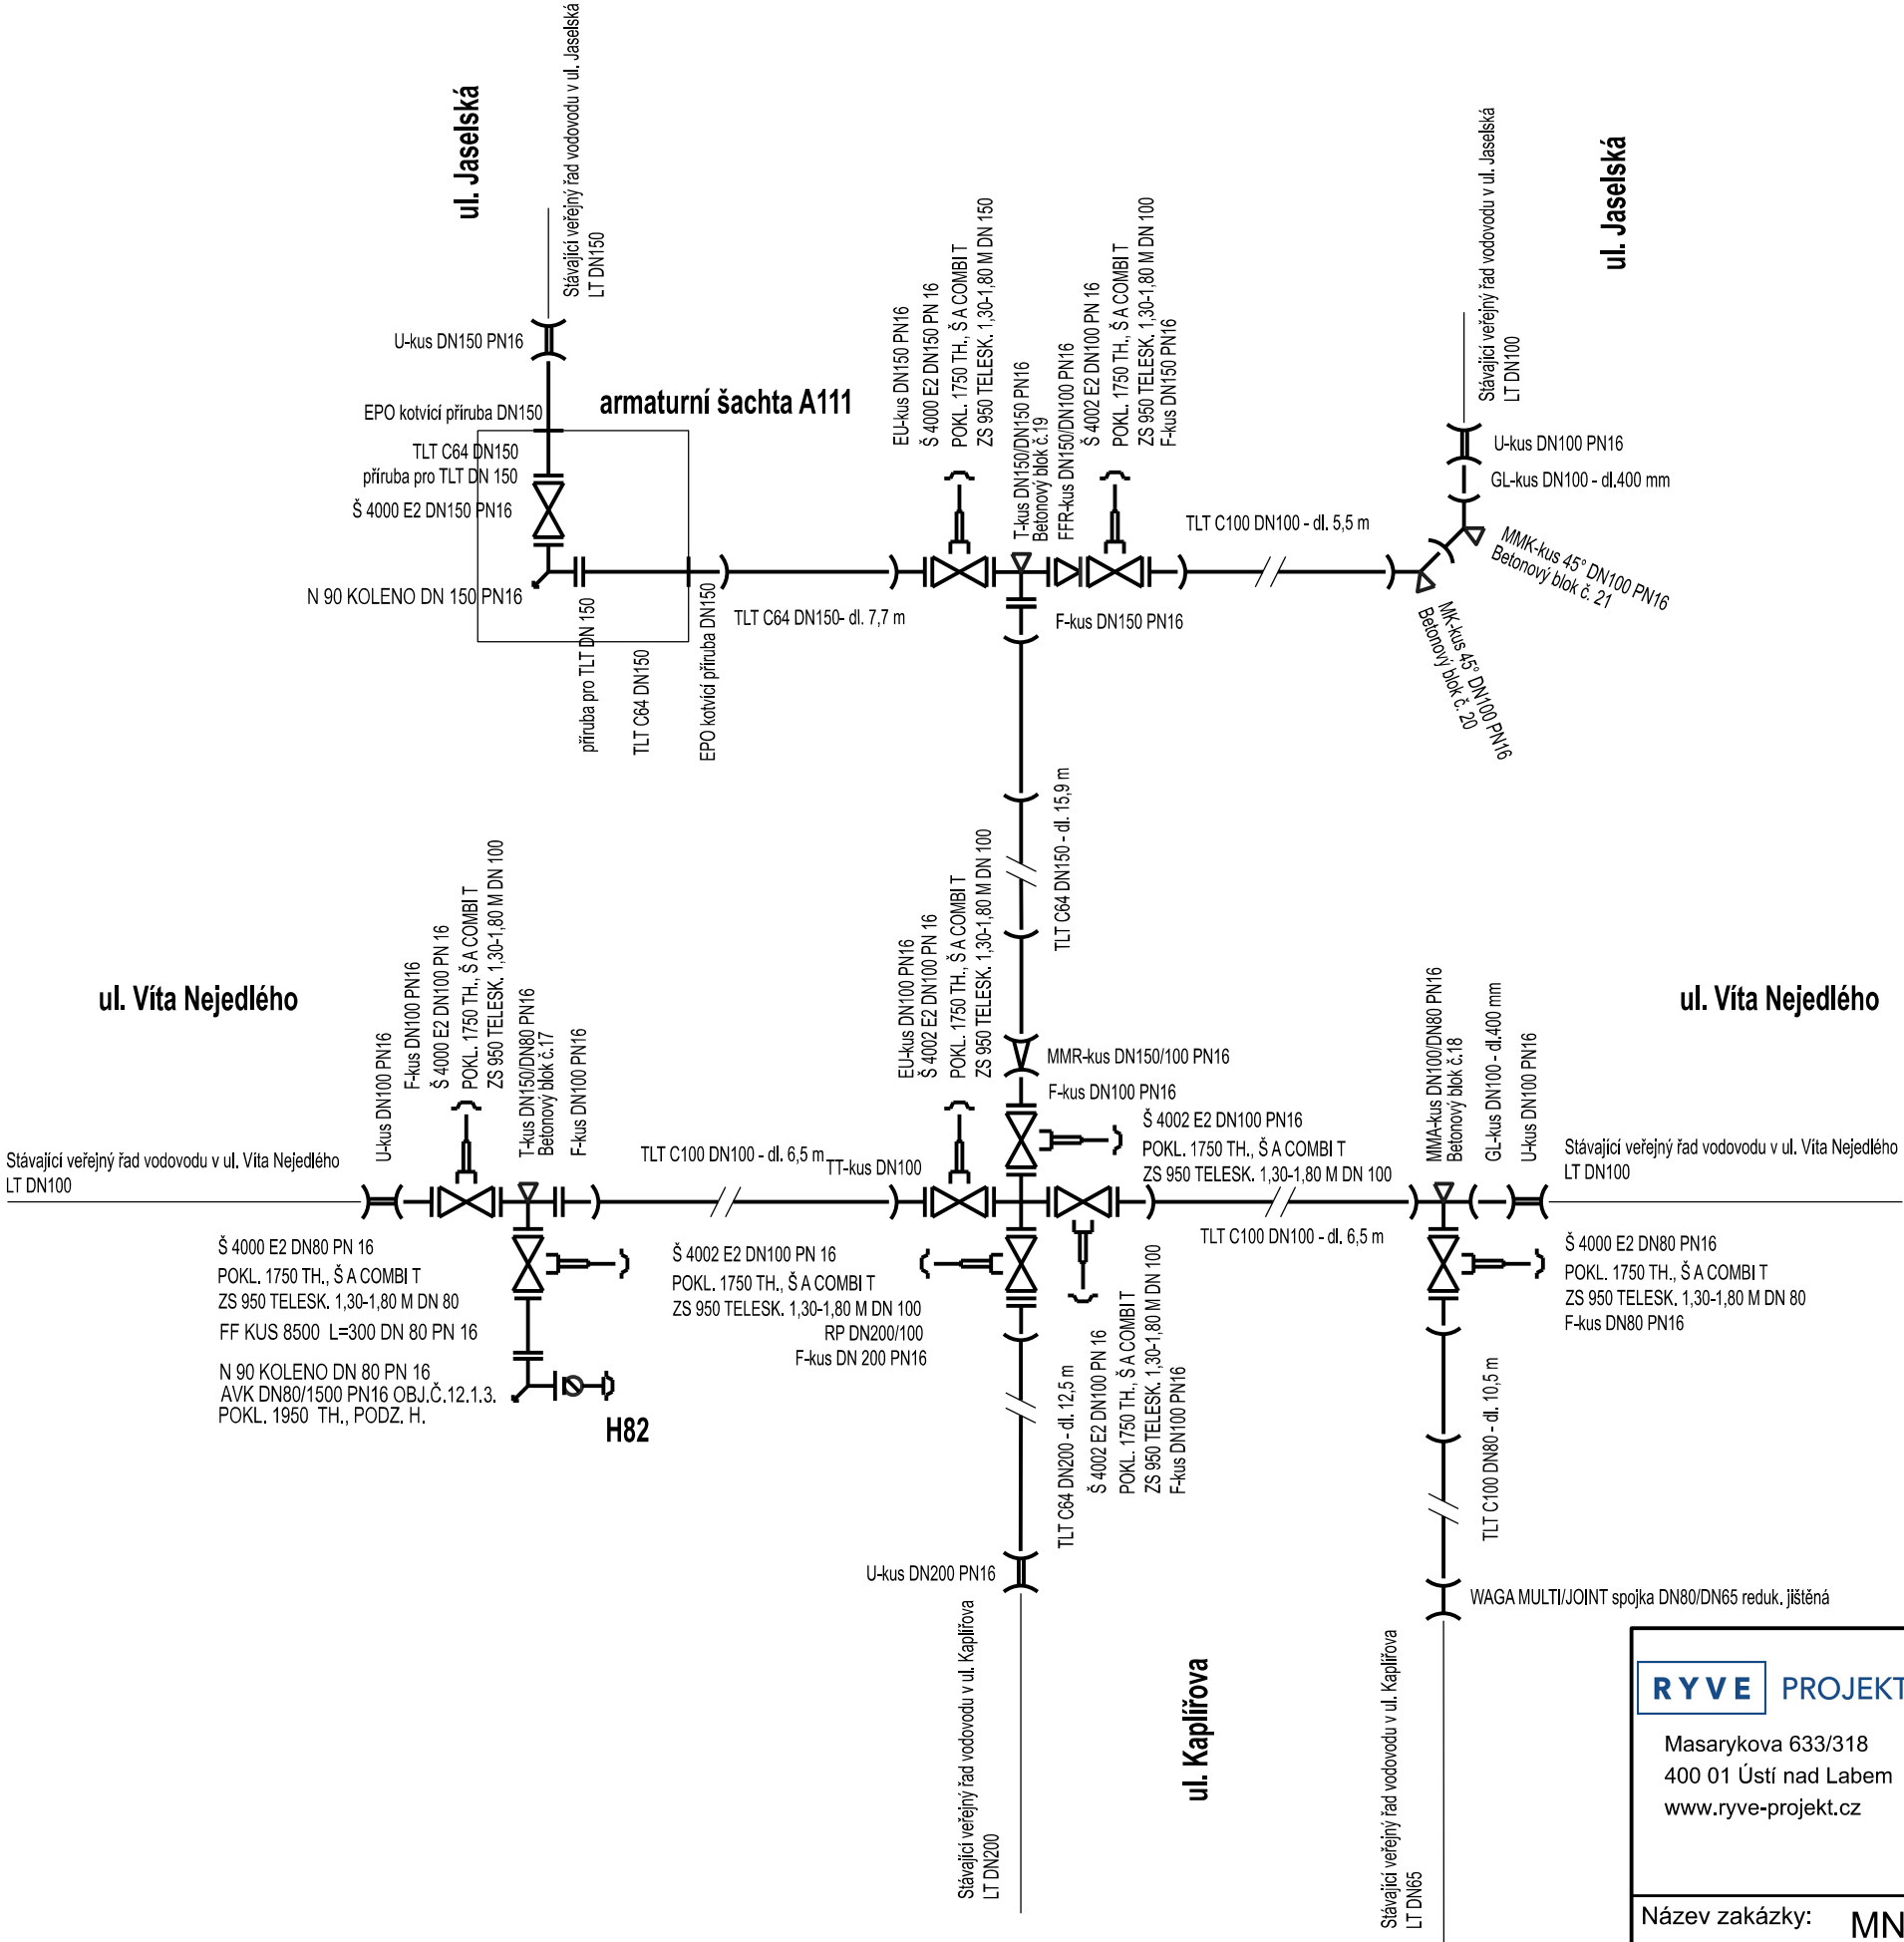 ul. Jaselská
Stávající veřejný řad vodovodu v ul. Jaselská
LT DN150
U-kus DN150 PN16
EPO kotvící příruba DN150
armaturní šachta A111
TLT C64 DN150
příruba pro TLT DN 150
Š 4000 E2 DN150 PN16
N 90 KOLENO DN 150 PN16
příruba pro TLT DN 150
TLT C64 DN150
EPO kotvící příruba DN150
TLT C64 DN150- dl. 7,7 m
EU-kus DN150 PN16
Š 4000 E2 DN150 PN 16
POKL. 1750 TH., Š A COMBI T
ZS 950 TELESK. 1,30-1,80 M DN 150
T-kus DN150/DN150 PN16
Betonový blok č.19
FFR-kus DN150/DN100 PN16
Š 4002 E2 DN100 PN 16
POKL. 1750 TH., Š A COMBI T
ZS 950 TELESK. 1,30-1,80 M DN 100
F-kus DN150 PN16
F-kus DN150 PN16
TLT C100 DN100 - dl. 5,5 m
ul. Jaselská
Stávající veřejný řad vodovodu v ul. Jaselská
LT DN100
U-kus DN100 PN16
GL-kus DN100 - dl.400 mm
MMK-kus 45° DN100 PN16
Betonový blok č. 21
MK-kus 45° DN100 PN16
Betonový blok č. 20
TLT C64 DN150 - dl. 15,9 m
ul. Víta Nejedlého
U-kus DN100 PN16
F-kus DN100 PN16
Š 4000 E2 DN100 PN 16
POKL. 1750 TH., Š A COMBI T
ZS 950 TELESK. 1,30-1,80 M DN 100
T-kus DN150/DN80 PN16
Betonový blok č.17
F-kus DN100 PN16
EU-kus DN100 PN16
Š 4002 E2 DN100 PN 16
POKL. 1750 TH., Š A COMBI T
ZS 950 TELESK. 1,30-1,80 M DN 100
MMR-kus DN150/100 PN16
F-kus DN100 PN16
Š 4002 E2 DN100 PN16
POKL. 1750 TH., Š A COMBI T
ZS 950 TELESK. 1,30-1,80 M DN 100
ul. Víta Nejedlého
MMA-kus DN100/DN80 PN16
Betonový blok č.18
GL-kus DN100 - dl.400 mm
U-kus DN100 PN16
Stávající veřejný řad vodovodu v ul. Víta Nejedlého
LT DN100
TLT C100 DN100 - dl. 6,5 m
TT-kus DN100
Stávající veřejný řad vodovodu v ul. Víta Nejedlého
LT DN100
TLT C100 DN100 - dl. 6,5 m
Š 4000 E2 DN80 PN 16
POKL. 1750 TH., Š A COMBI T
ZS 950 TELESK. 1,30-1,80 M DN 80
FF KUS 8500 L=300 DN 80 PN 16
N 90 KOLENO DN 80 PN 16
AVK DN80/1500 PN16 OBJ.Č.12.1.3.
POKL. 1950 TH., PODZ. H.
H82
Š 4002 E2 DN100 PN 16
POKL. 1750 TH., Š A COMBI T
ZS 950 TELESK. 1,30-1,80 M DN 100
RP DN200/100
F-kus DN 200 PN16
TLT C64 DN200 - dl. 12,5 m
Š 4002 E2 DN100 PN 16
POKL. 1750 TH., Š A COMBI T
ZS 950 TELESK. 1,30-1,80 M DN 100
F-kus DN100 PN16
Š 4000 E2 DN80 PN16
POKL. 1750 TH., Š A COMBI T
ZS 950 TELESK. 1,30-1,80 M DN 80
F-kus DN80 PN16
TLT C100 DN80 - dl. 10,5 m
U-kus DN200 PN16
WAGA MULTI/JOINT spojka DN80/DN65 reduk. jištěná
Stávající veřejný řad vodovodu v ul. Kaplířova
LT DN200
ul. Kaplířova
Stávající veřejný řad vodovodu v ul. Kaplířova
LT DN65
RYVE PROJEKT
Masarykova 633/318
400 01 Ústí nad Labem
www.ryve-projekt.cz
Název zakázky: MN